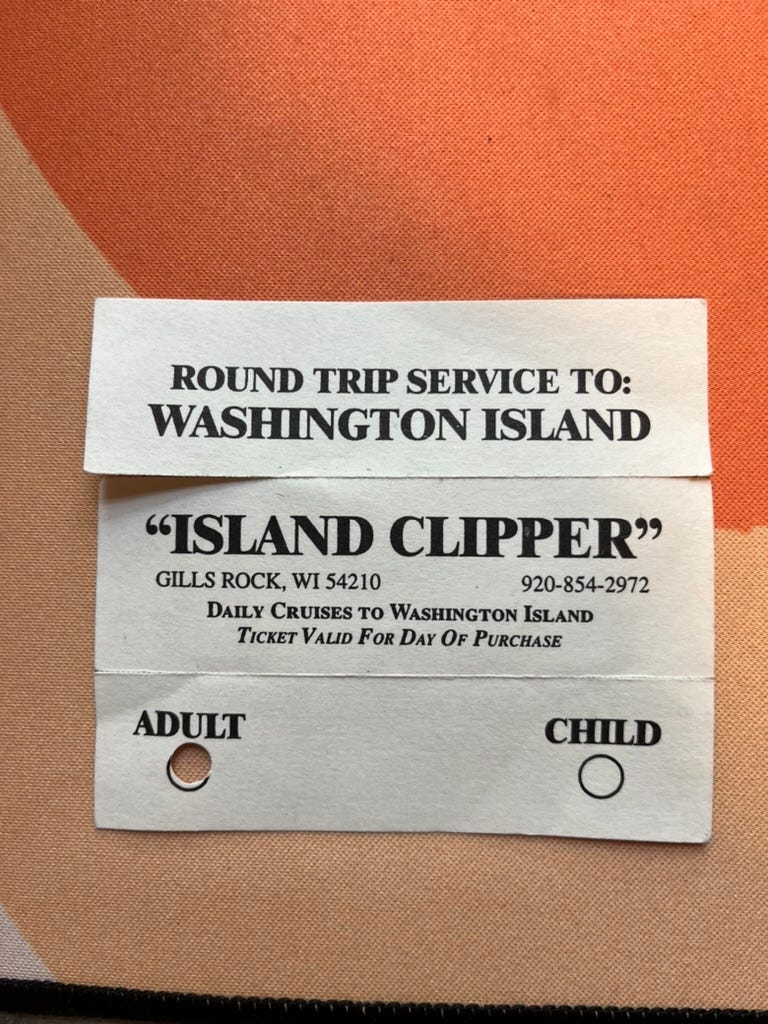 ROUND TRIP SERVICE TO:
WASHINGTON ISLAND
“ISLAND CLIPPER”
GILLS ROCK, WI 54210 920-854-2972
DAILY CRUISES TO WASHINGTON ISLAND
TICKET VALID FOR DAY OF PURCHASE
ADULT CHILD